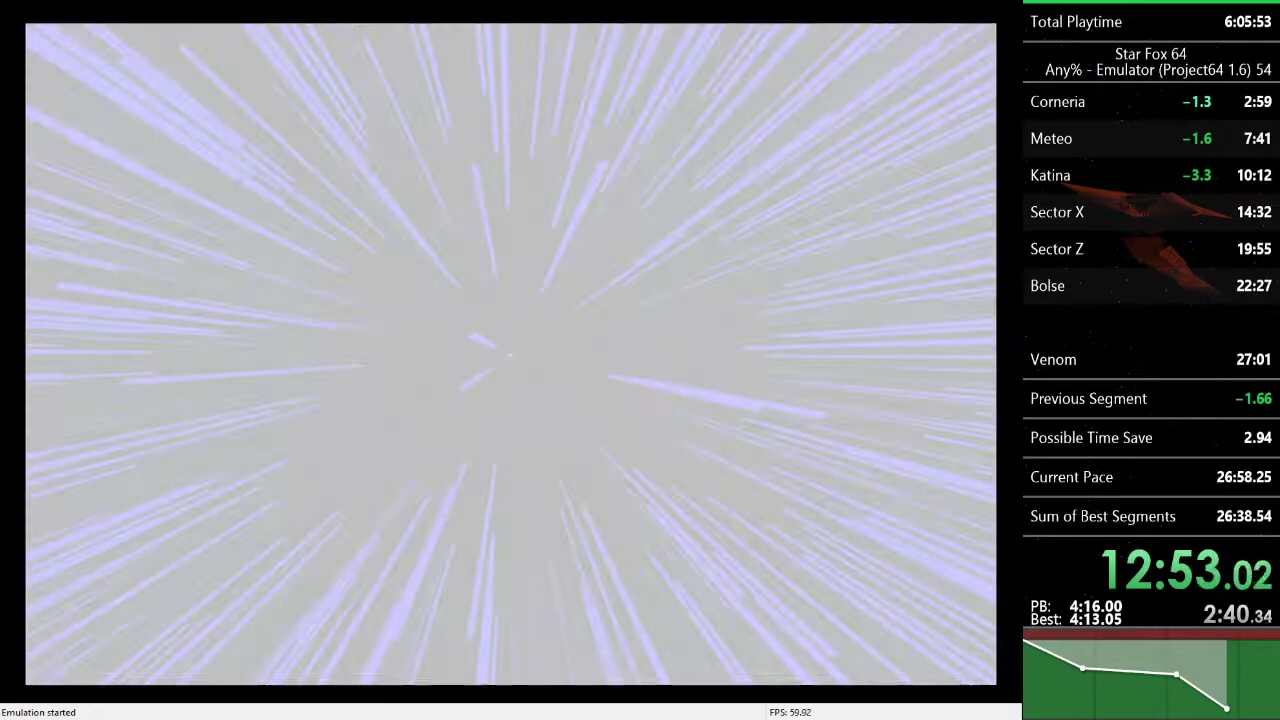 Total Playtime 6:05:53
Star Fox 64
Any% - Emulator (Project64 1.6) 54
Corneria −1.3 2:59
Meteo −1.6 7:41
Katina −3.3 10:12
Sector X 14:32
Sector Z 19:55
Bolse 22:27
Venom 27:01
Previous Segment −1.66
Possible Time Save 2.94
Current Pace 26:58.25
Sum of Best Segments 26:38.54
12:53.02
PB: 4:16.00
Best: 4:13.05
2:40.34
Emulation started FPS: 59.92